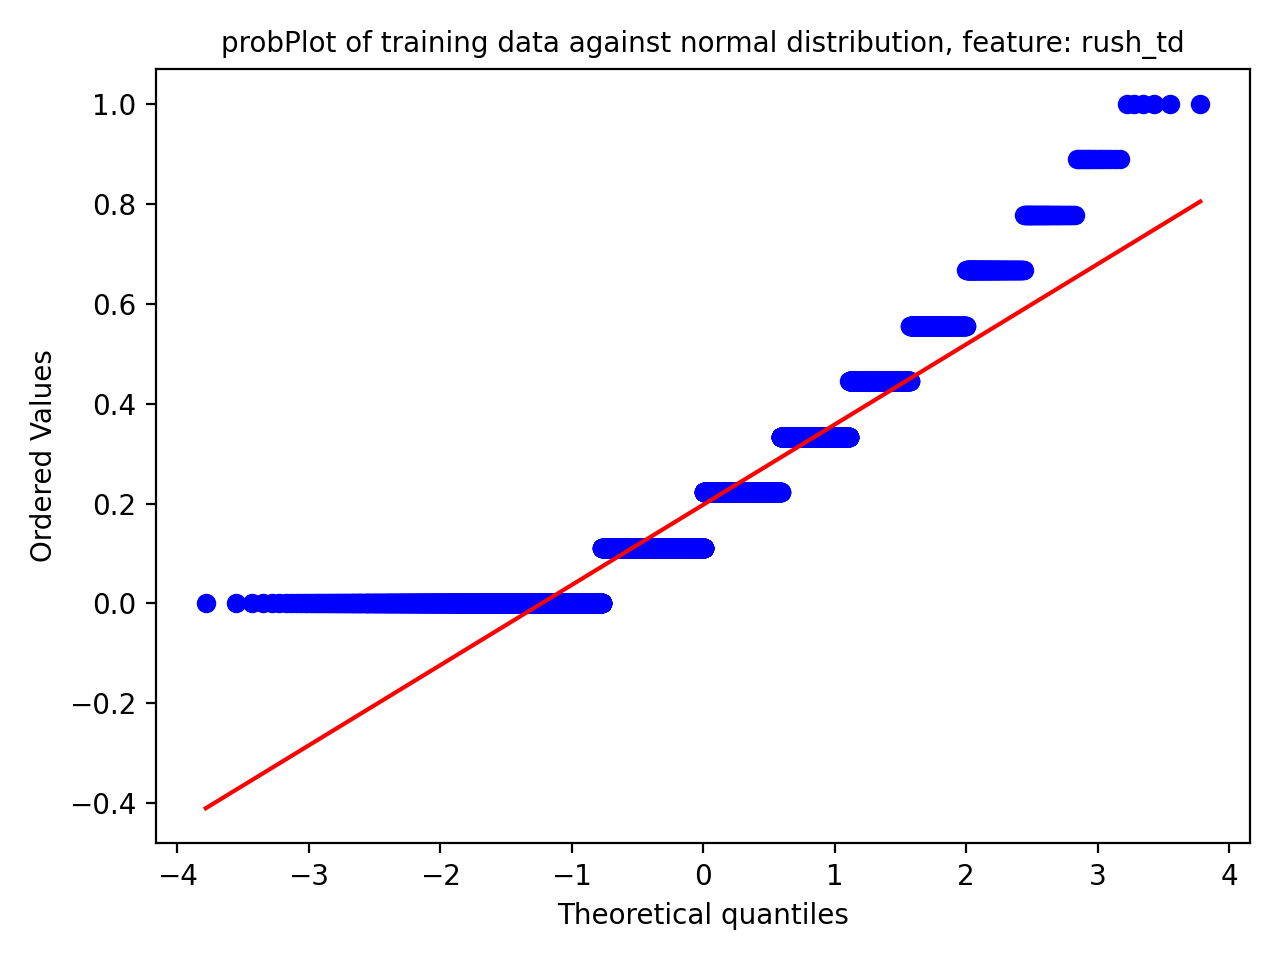 probPlot of training data against normal distribution, feature: rush_td
1.0
0.8
0.6
0.4
0.2
0.0
−0.2
−0.4
Ordered Values
−4 −3 −2 −1 0 1 2 3 4
Theoretical quantiles